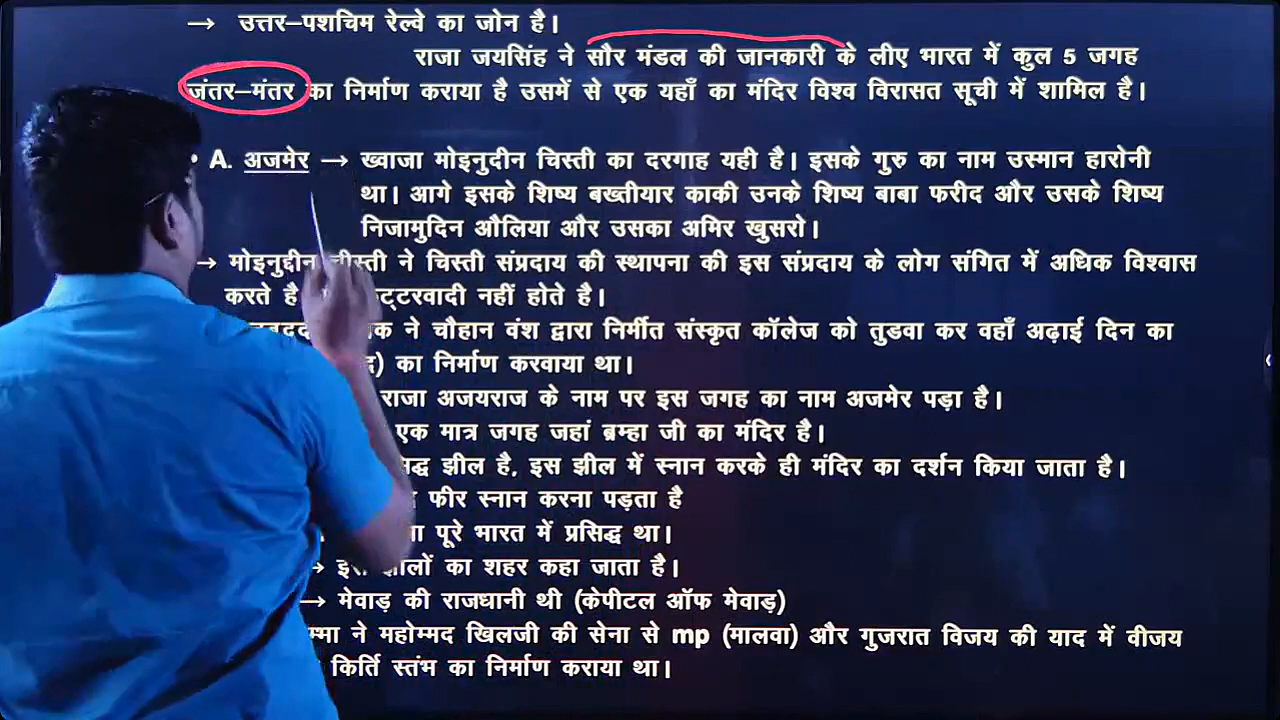 → उत्तर–पशचिम रेल्वे का जोन है।
राजा जयसिंह ने सौर मंडल की जानकारी के लीए भारत में कुल 5 जगह
जंतर–मंतर का निर्माण कराया है उसमें से एक यहाँ का मंदिर विश्व विरासत सूची में शामिल है।
• A. अजमेर → ख्वाजा मोइनुदीन चिस्ती का दरगाह यही है। इसके गुरु का नाम उस्मान हारोनी
था। आगे इसके शिष्य बख्तीयार काकी उनके शिष्य बाबा फरीद और उसके शिष्य
निजामुदिन औलिया और उसका अमिर खुसरो।
→ मोइनुद्दीन चीस्ती ने चिस्ती संप्रदाय की स्थापना की इस संप्रदाय के लोग संगित में अधिक विश्वास
करते है कट्टरवादी नहीं होते है।
ने चौहान वंश द्वारा निर्मीत संस्कृत कॉलेज को तुडवा कर वहाँ अढ़ाई दिन का
का निर्माण करवाया था।
राजा अजयराज के नाम पर इस जगह का नाम अजमेर पड़ा है।
एक मात्र जगह जहां ब्रम्हा जी का मंदिर है।
झील है, इस झील में स्नान करके ही मंदिर का दर्शन किया जाता है।
फीर स्नान करना पड़ता है
पूरे भारत में प्रसिद्ध था।
→ झीलों का शहर कहा जाता है।
→ मेवाड़ की राजधानी थी (केपीटल ऑफ मेवाड़)
ने महोम्मद खिलजी की सेना से mp (मालवा) और गुजरात विजय की याद में वीजय
किर्ति स्तंभ का निर्माण कराया था।